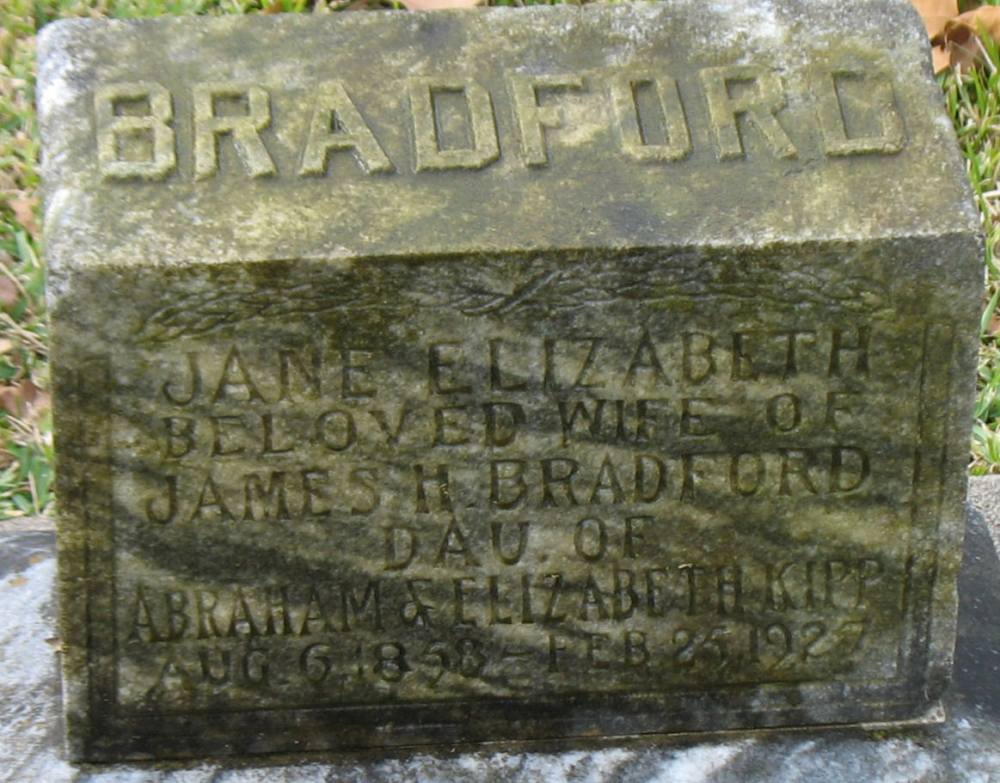 BRADFORD
JANE ELIZABETH
BELOVED WIFE OF
JAMES H. BRADFORD
DAU. OF
ABRAHAM & ELIZABETH KIPP
AUG. 6, 1858 – FEB. 25, 1927